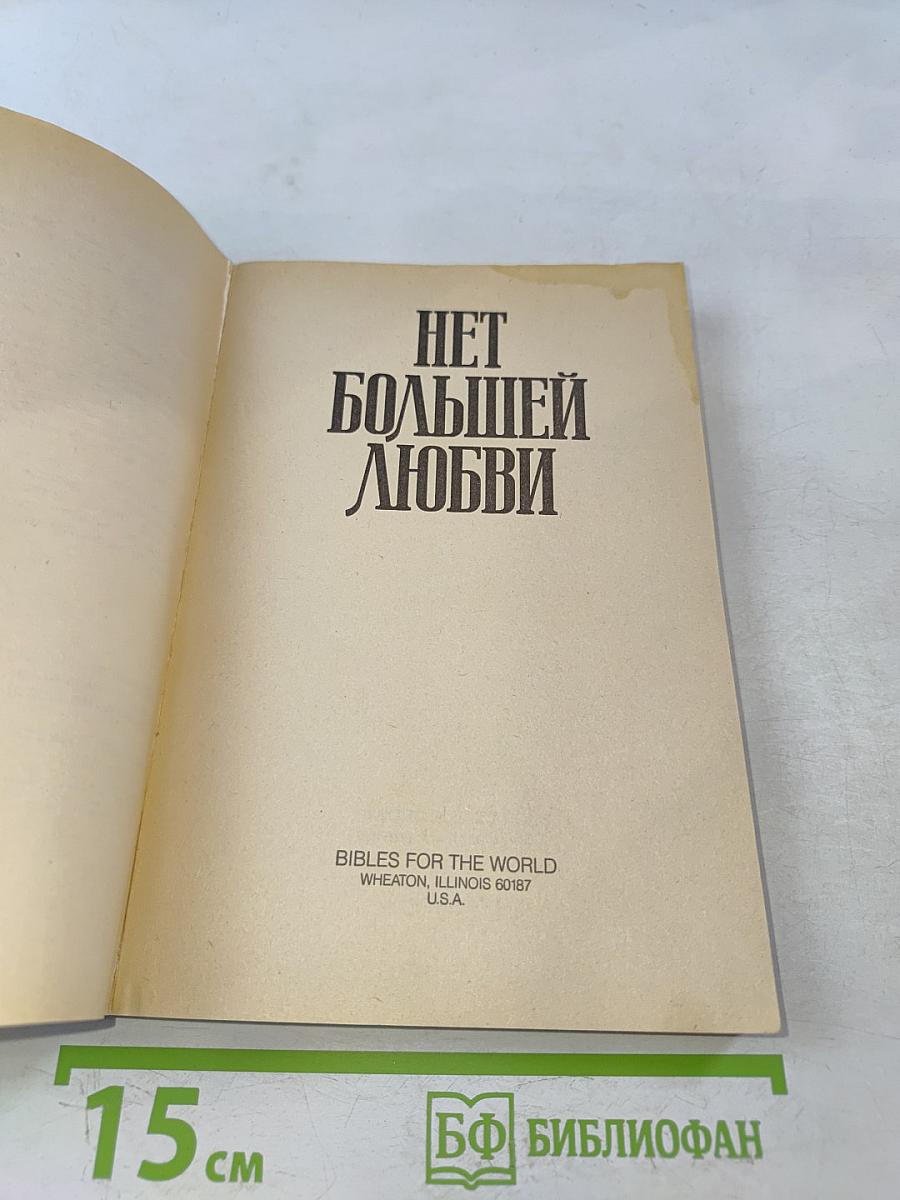 НЕТ
БОЛЬШЕЙ
ЛЮБВИ
BIBLES FOR THE WORLD
WHEATON, ILLINOIS 60187
U.S.A.
15 см
БФ БИБЛИОФАН